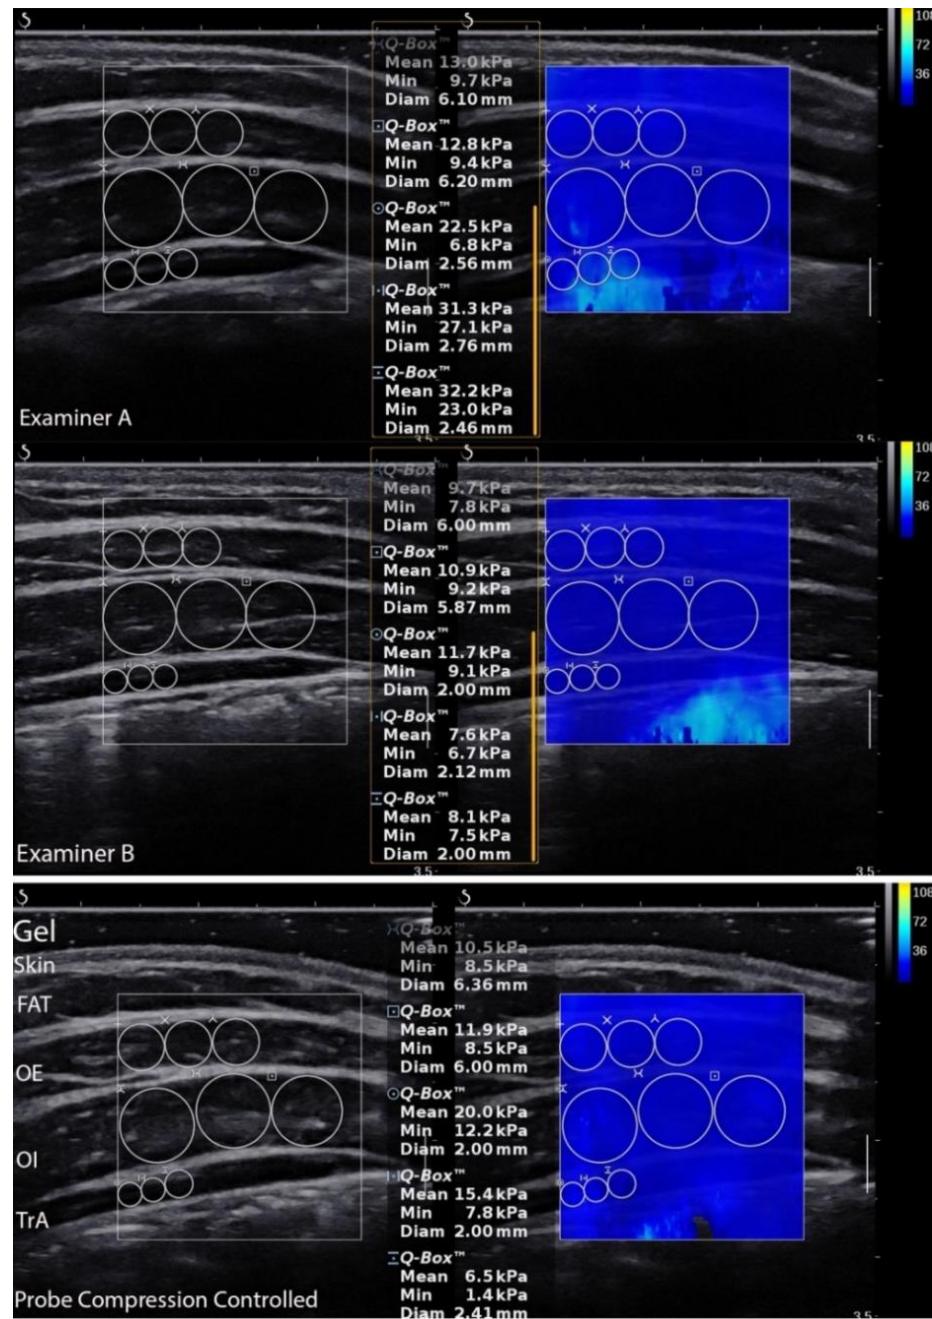 Q-Box™
Mean 13.0 kPa
Min 9.7 kPa
Diam 6.10 mm
Q-Box™
Mean 12.8 kPa
Min 9.4 kPa
Diam 6.20 mm
Q-Box™
Mean 22.5 kPa
Min 6.8 kPa
Diam 2.56 mm
Q-Box™
Mean 31.3 kPa
Min 27.1 kPa
Diam 2.76 mm
Q-Box™
Mean 32.2 kPa
Min 23.0 kPa
Diam 2.46 mm
3.5
108
72
36
3.5
Examiner A
Q-Box™
Mean 9.7 kPa
Min 7.8 kPa
Diam 6.00 mm
Q-Box™
Mean 10.9 kPa
Min 9.2 kPa
Diam 5.87 mm
Q-Box™
Mean 11.7 kPa
Min 9.1 kPa
Diam 2.00 mm
Q-Box™
Mean 7.6 kPa
Min 6.7 kPa
Diam 2.12 mm
Q-Box™
Mean 8.1 kPa
Min 7.5 kPa
Diam 2.00 mm
3.5
108
72
36
3.5
Examiner B
Gel
Skin
FAT
OE
OI
TrA
Q-Box™
Mean 10.5 kPa
Min 8.5 kPa
Diam 6.36 mm
Q-Box™
Mean 11.9 kPa
Min 8.5 kPa
Diam 6.00 mm
Q-Box™
Mean 20.0 kPa
Min 12.2 kPa
Diam 2.00 mm
Q-Box™
Mean 15.4 kPa
Min 7.8 kPa
Diam 2.00 mm
Q-Box™
Mean 6.5 kPa
Min 1.4 kPa
Diam 2.41 mm
108
72
36
3.5
Probe Compression Controlled